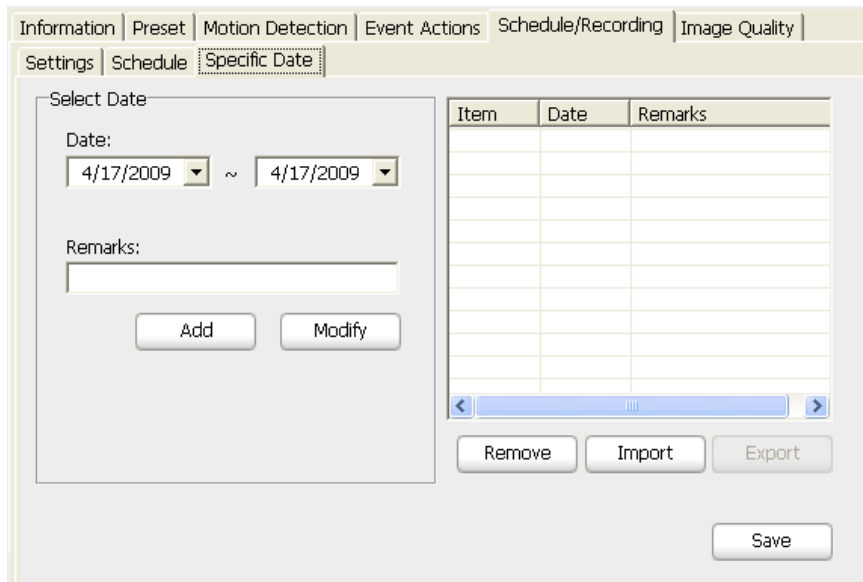 Information Preset Motion Detection Event Actions Schedule/Recording Image Quality
Settings Schedule Specific Date
Select Date
Date:
4/17/2009 ~ 4/17/2009
Remarks:
Add Modify
Item Date Remarks
Remove Import Export
Save